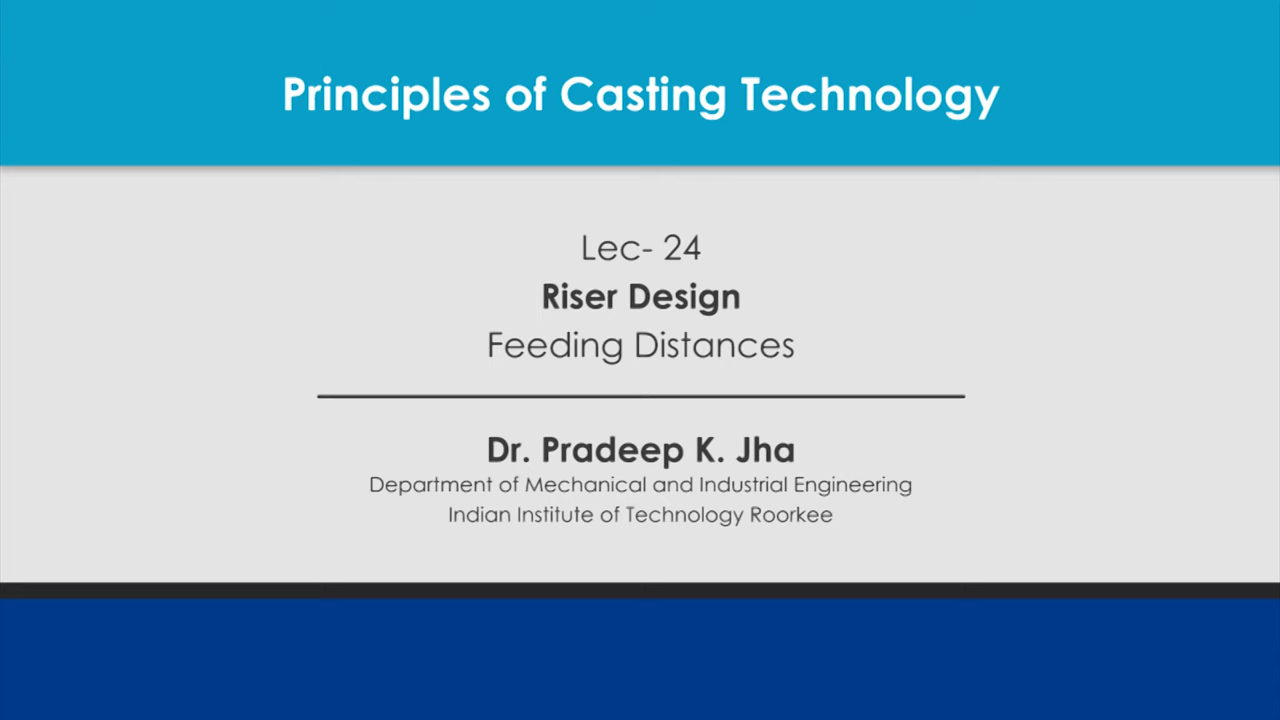 Principles of Casting Technology
Lec- 24
Riser Design
Feeding Distances
Dr. Pradeep K. Jha
Department of Mechanical and Industrial Engineering
Indian Institute of Technology Roorkee